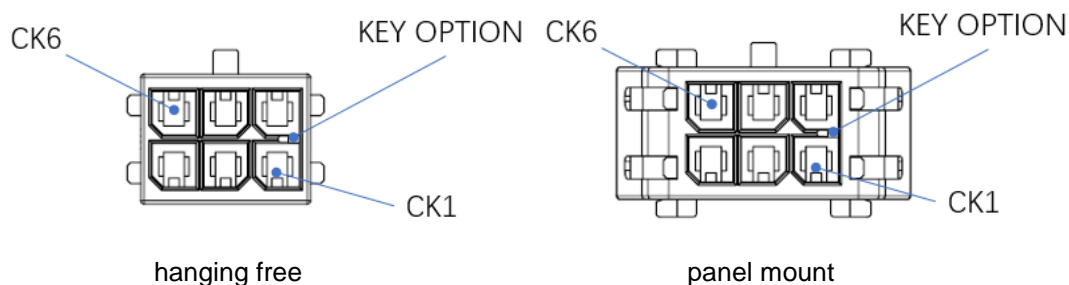 CK6
KEY OPTION
CK1
hanging free
CK6
KEY OPTION
CK1
panel mount